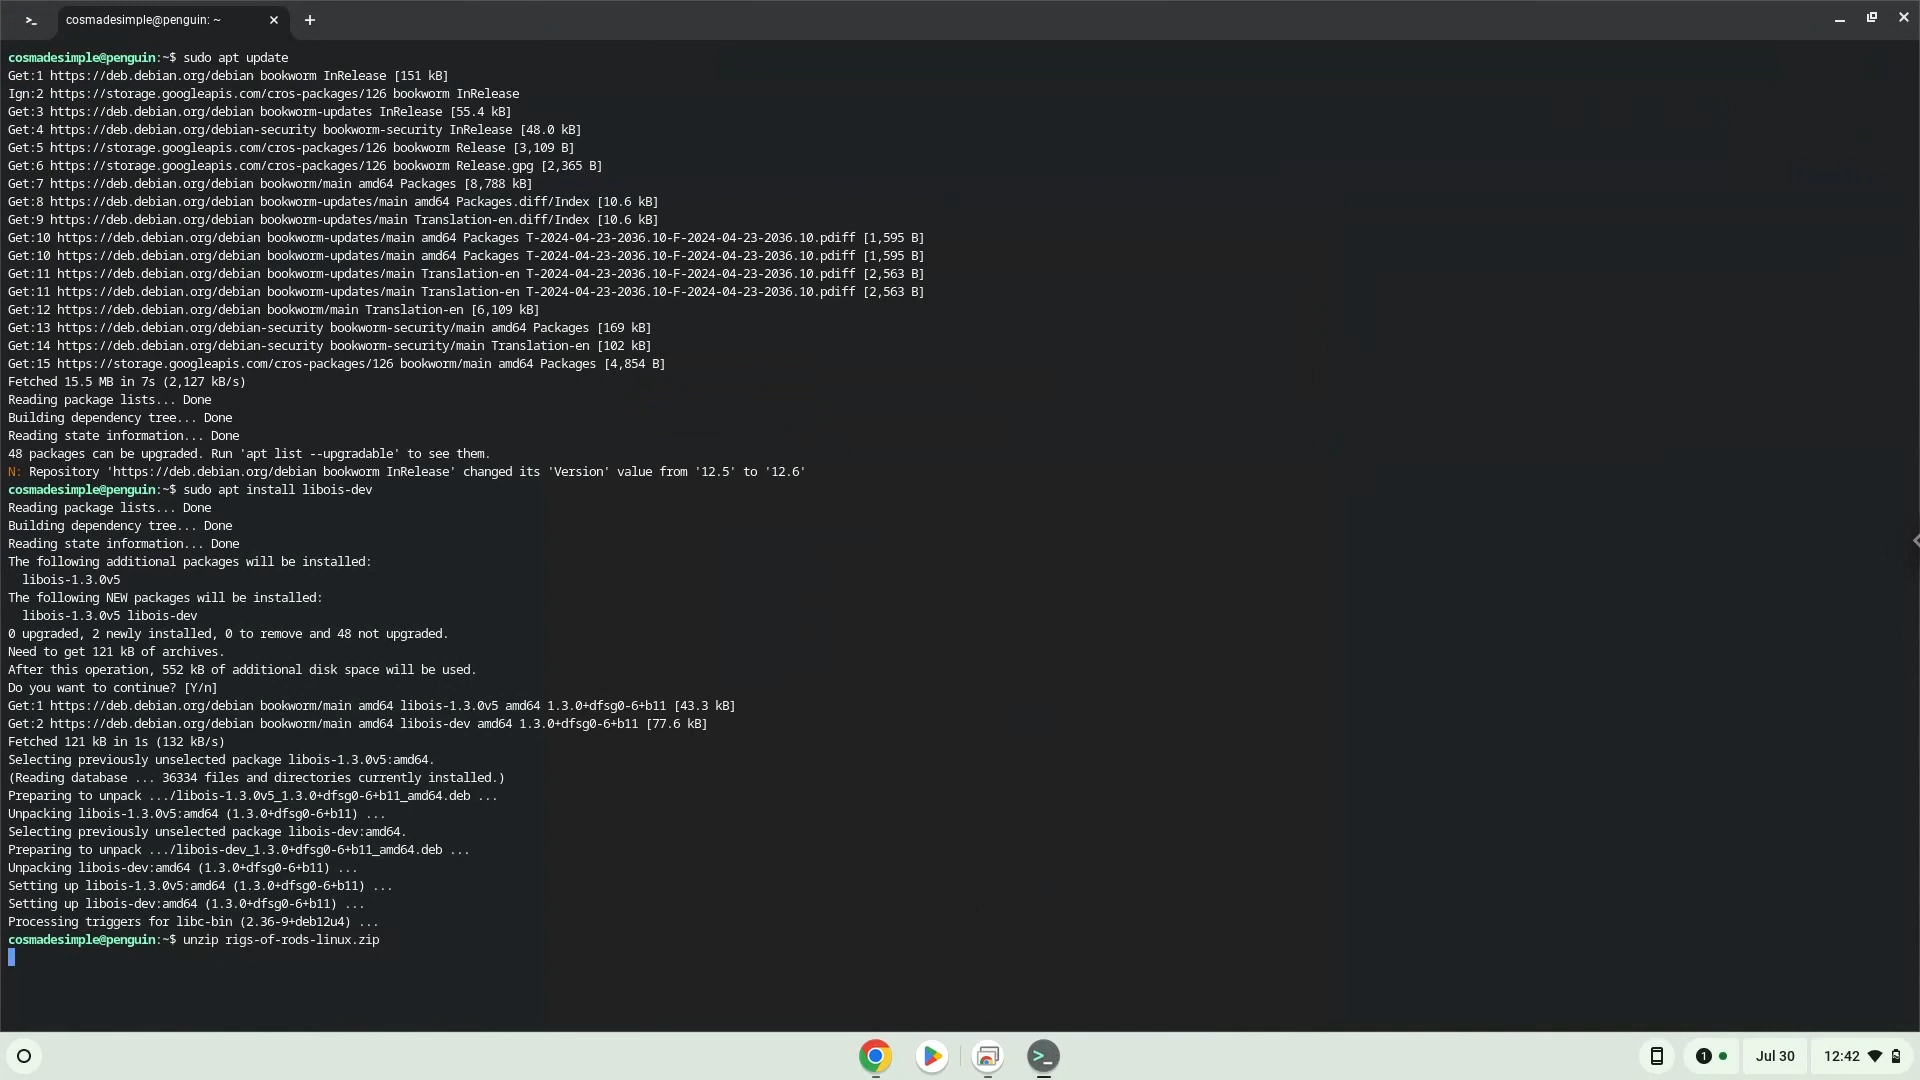 cosmadesimple@penguin: ~
cosmadesimple@penguin:~$ sudo apt update
Get:1 https://deb.debian.org/debian bookworm InRelease [151 kB]
Ign:2 https://storage.googleapis.com/cros-packages/126 bookworm InRelease
Get:3 https://deb.debian.org/debian bookworm-updates InRelease [55.4 kB]
Get:4 https://deb.debian.org/debian-security bookworm-security InRelease [48.0 kB]
Get:5 https://storage.googleapis.com/cros-packages/126 bookworm Release [3,109 B]
Get:6 https://storage.googleapis.com/cros-packages/126 bookworm Release.gpg [2,365 B]
Get:7 https://deb.debian.org/debian bookworm/main amd64 Packages [8,788 kB]
Get:8 https://deb.debian.org/debian bookworm-updates/main amd64 Packages.diff/Index [10.6 kB]
Get:9 https://deb.debian.org/debian bookworm-updates/main Translation-en.diff/Index [10.6 kB]
Get:10 https://deb.debian.org/debian bookworm-updates/main amd64 Packages T-2024-04-23-2036.10-F-2024-04-23-2036.10.pdiff [1,595 B]
Get:10 https://deb.debian.org/debian bookworm-updates/main amd64 Packages T-2024-04-23-2036.10-F-2024-04-23-2036.10.pdiff [1,595 B]
Get:11 https://deb.debian.org/debian bookworm-updates/main Translation-en T-2024-04-23-2036.10-F-2024-04-23-2036.10.pdiff [2,563 B]
Get:11 https://deb.debian.org/debian bookworm-updates/main Translation-en T-2024-04-23-2036.10-F-2024-04-23-2036.10.pdiff [2,563 B]
Get:12 https://deb.debian.org/debian bookworm/main Translation-en [6,109 kB]
Get:13 https://deb.debian.org/debian-security bookworm-security/main amd64 Packages [169 kB]
Get:14 https://deb.debian.org/debian-security bookworm-security/main Translation-en [102 kB]
Get:15 https://storage.googleapis.com/cros-packages/126 bookworm/main amd64 Packages [4,854 B]
Fetched 15.5 MB in 7s (2,127 kB/s)
Reading package lists... Done
Building dependency tree... Done
Reading state information... Done
48 packages can be upgraded. Run 'apt list --upgradable' to see them.
N: Repository 'https://deb.debian.org/debian bookworm InRelease' changed its 'Version' value from '12.5' to '12.6'
cosmadesimple@penguin:~$ sudo apt install libois-dev
Reading package lists... Done
Building dependency tree... Done
Reading state information... Done
The following additional packages will be installed:
  libois-1.3.0v5
The following NEW packages will be installed:
  libois-1.3.0v5 libois-dev
0 upgraded, 2 newly installed, 0 to remove and 48 not upgraded.
Need to get 121 kB of archives.
After this operation, 552 kB of additional disk space will be used.
Do you want to continue? [Y/n]
Get:1 https://deb.debian.org/debian bookworm/main amd64 libois-1.3.0v5 amd64 1.3.0+dfsg0-6+b11 [43.3 kB]
Get:2 https://deb.debian.org/debian bookworm/main amd64 libois-dev amd64 1.3.0+dfsg0-6+b11 [77.6 kB]
Fetched 121 kB in 1s (132 kB/s)
Selecting previously unselected package libois-1.3.0v5:amd64.
(Reading database ... 36334 files and directories currently installed.)
Preparing to unpack .../libois-1.3.0v5_1.3.0+dfsg0-6+b11_amd64.deb ...
Unpacking libois-1.3.0v5:amd64 (1.3.0+dfsg0-6+b11) ...
Selecting previously unselected package libois-dev:amd64.
Preparing to unpack .../libois-dev_1.3.0+dfsg0-6+b11_amd64.deb ...
Unpacking libois-dev:amd64 (1.3.0+dfsg0-6+b11) ...
Setting up libois-1.3.0v5:amd64 (1.3.0+dfsg0-6+b11) ...
Setting up libois-dev:amd64 (1.3.0+dfsg0-6+b11) ...
Processing triggers for libc-bin (2.36-9+deb12u4) ...
cosmadesimple@penguin:~$ unzip rigs-of-rods-linux.zip
1
Jul 30
12:42